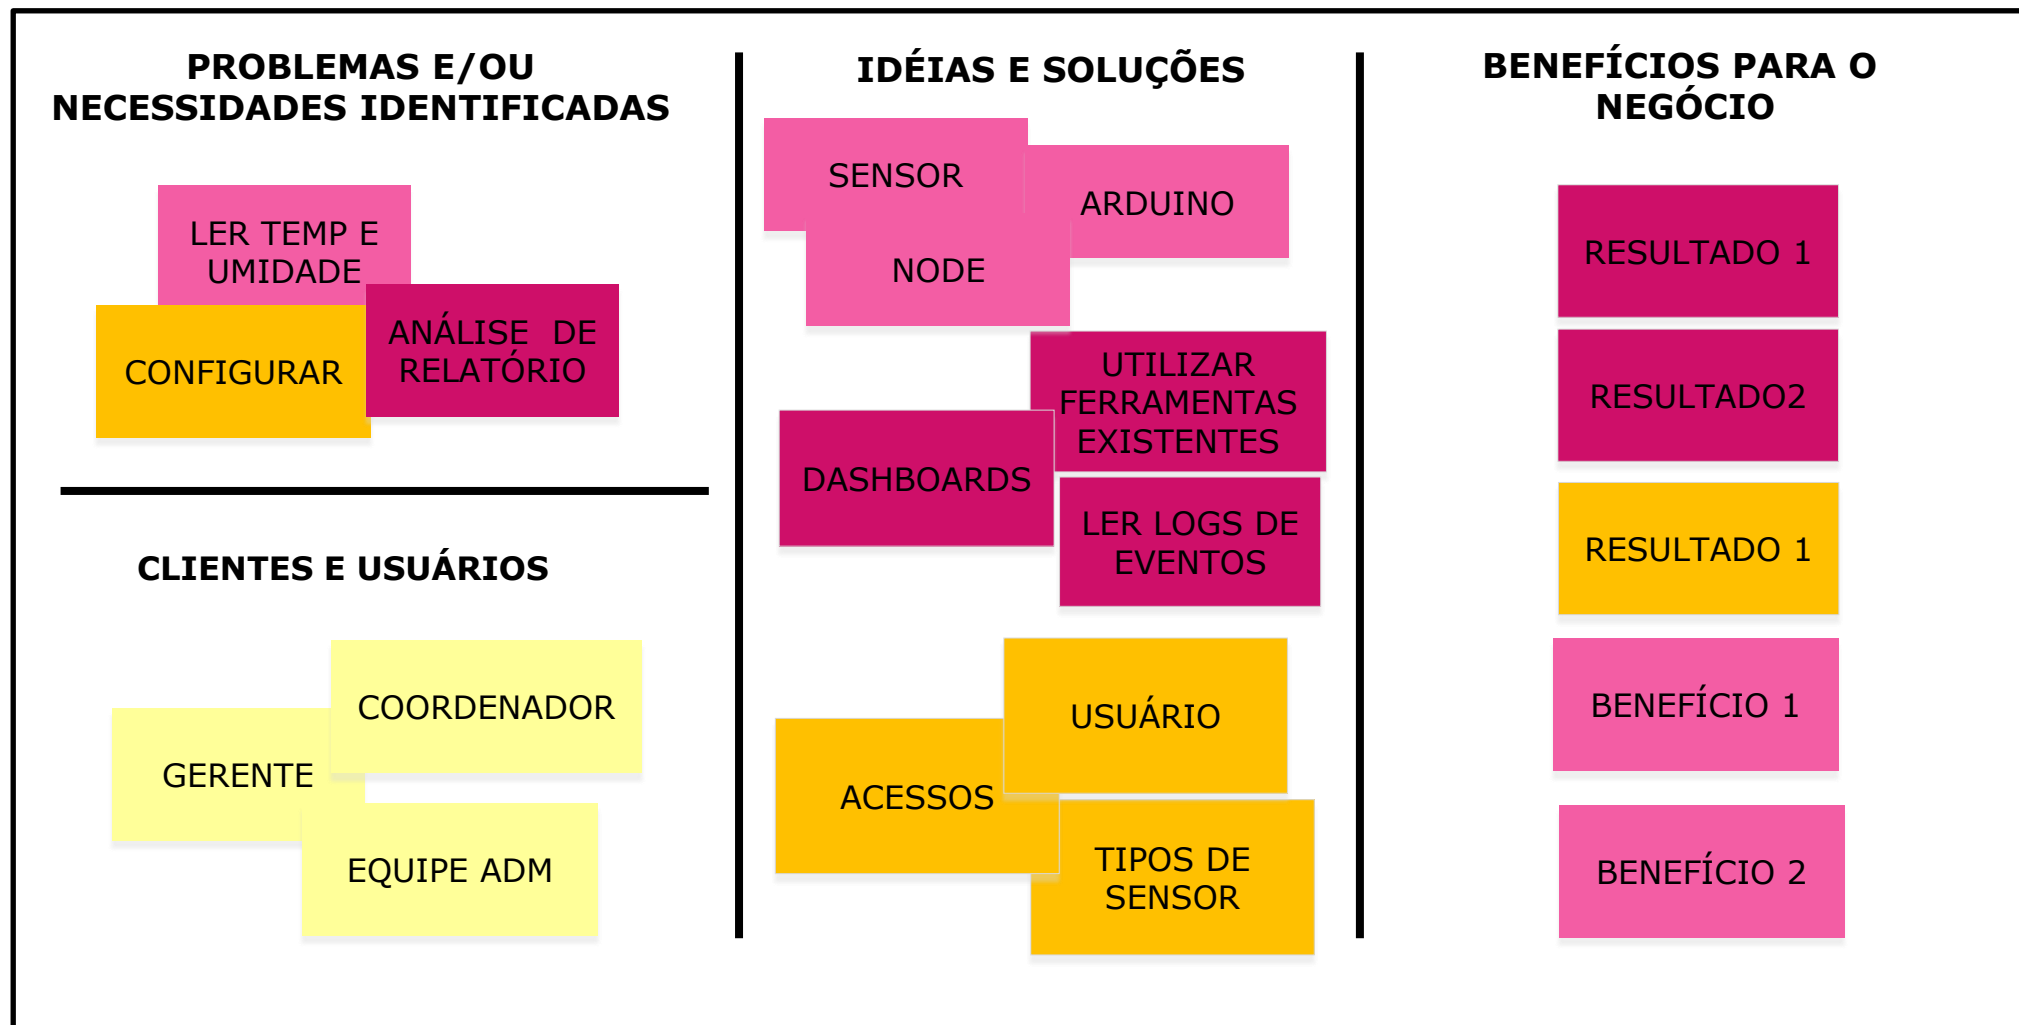 PROBLEMAS E/OU
NECESSIDADES IDENTIFICADAS
LER TEMP E
UMIDADE
CONFIGURAR
ANÁLISE DE
RELATÓRIO
CLIENTES E USUÁRIOS
COORDENADOR
GERENTE
EQUIPE ADM
IDÉIAS E SOLUÇÕES
SENSOR
ARDUINO
NODE
UTILIZAR
FERRAMENTAS
EXISTENTES
DASHBOARDS
LER LOGS DE
EVENTOS
USUÁRIO
ACESSOS
TIPOS DE
SENSOR
BENEFÍCIOS PARA O
NEGÓCIO
RESULTADO 1
RESULTADO2
RESULTADO 1
BENEFÍCIO 1
BENEFÍCIO 2